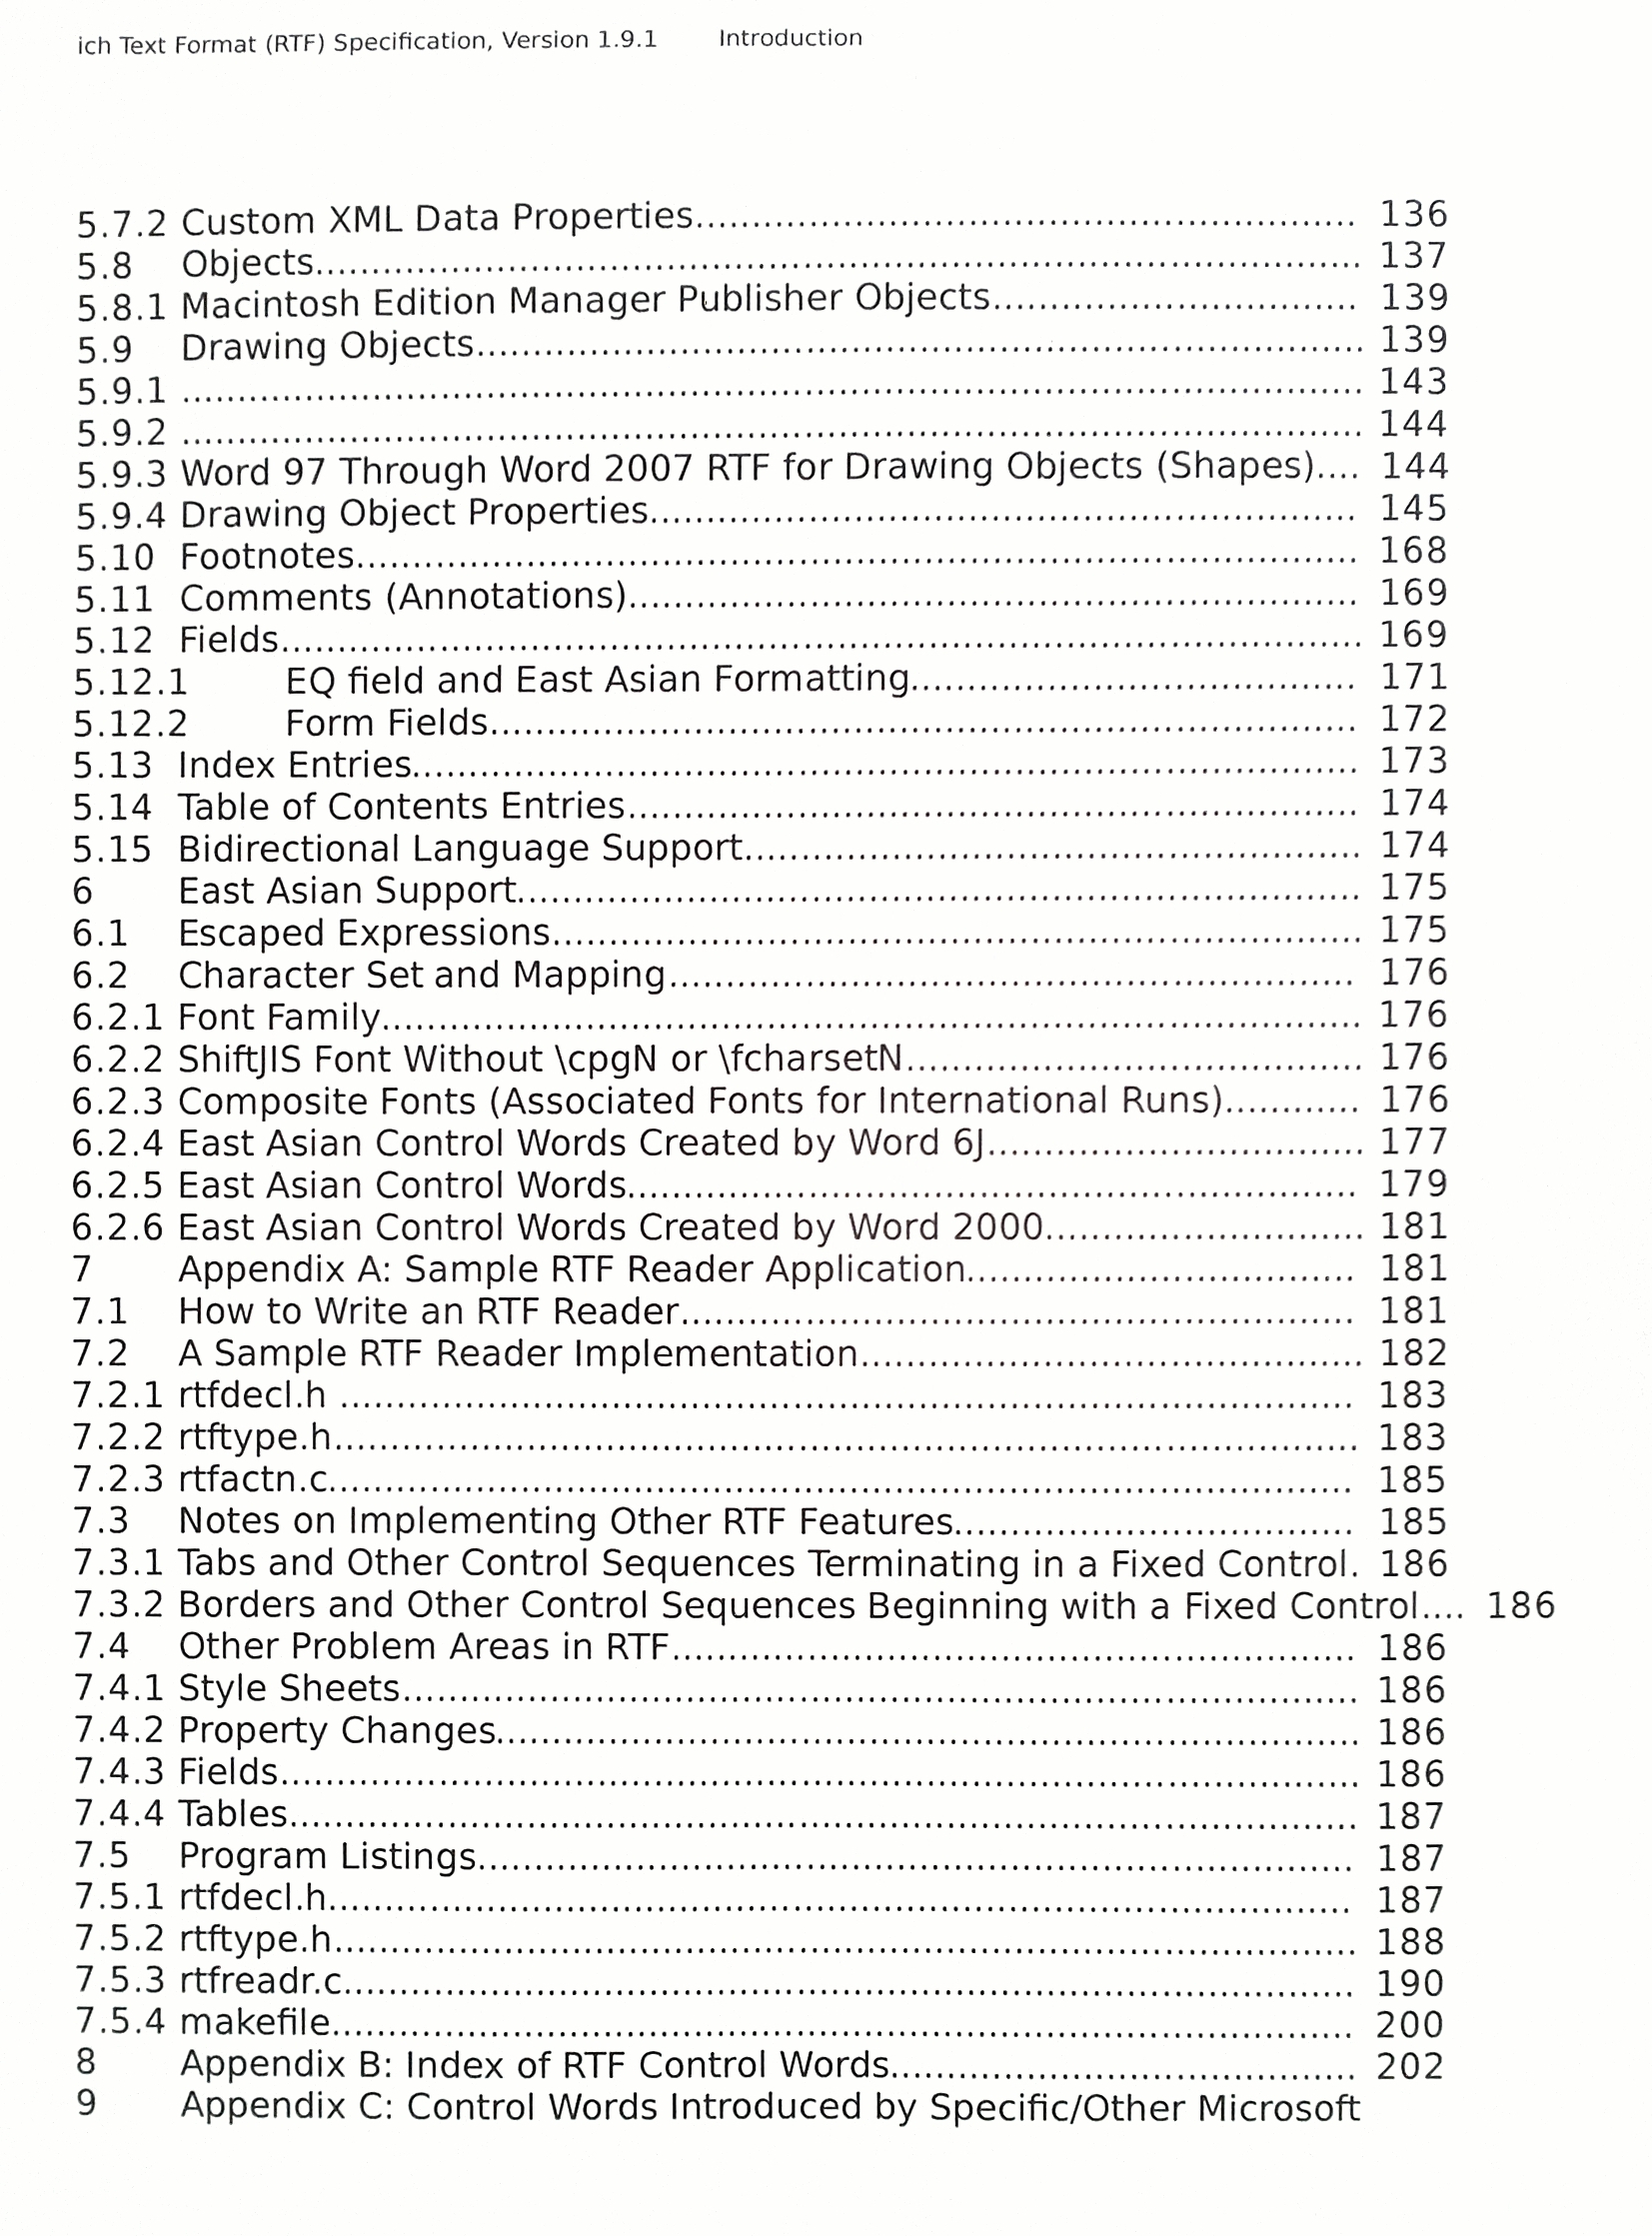 ich Text Format (RTF) Specification, Version 1.9.1 Introduction
5.7.2 Custom XML Data Properties.......... 136
5.8 Objects.......... 137
5.8.1 Macintosh Edition Manager Publisher Objects.......... 139
5.9 Drawing Objects.......... 139
5.9.1 .......... 143
5.9.2 .......... 144
5.9.3 Word 97 Through Word 2007 RTF for Drawing Objects (Shapes).... 144
5.9.4 Drawing Object Properties.......... 145
5.10 Footnotes.......... 168
5.11 Comments (Annotations).......... 169
5.12 Fields.......... 169
5.12.1 EQ field and East Asian Formatting.......... 171
5.12.2 Form Fields.......... 172
5.13 Index Entries.......... 173
5.14 Table of Contents Entries.......... 174
5.15 Bidirectional Language Support.......... 174
6 East Asian Support.......... 175
6.1 Escaped Expressions.......... 175
6.2 Character Set and Mapping.......... 176
6.2.1 Font Family.......... 176
6.2.2 ShiftJIS Font Without \cpgN or \fcharsetN.......... 176
6.2.3 Composite Fonts (Associated Fonts for International Runs)............ 176
6.2.4 East Asian Control Words Created by Word 6J.......... 177
6.2.5 East Asian Control Words.......... 179
6.2.6 East Asian Control Words Created by Word 2000.......... 181
7 Appendix A: Sample RTF Reader Application.......... 181
7.1 How to Write an RTF Reader.......... 181
7.2 A Sample RTF Reader Implementation.......... 182
7.2.1 rtfdecl.h .......... 183
7.2.2 rtftype.h.......... 183
7.2.3 rtfactn.c.......... 185
7.3 Notes on Implementing Other RTF Features.......... 185
7.3.1 Tabs and Other Control Sequences Terminating in a Fixed Control. 186
7.3.2 Borders and Other Control Sequences Beginning with a Fixed Control.... 186
7.4 Other Problem Areas in RTF.......... 186
7.4.1 Style Sheets.......... 186
7.4.2 Property Changes.......... 186
7.4.3 Fields.......... 186
7.4.4 Tables.......... 187
7.5 Program Listings.......... 187
7.5.1 rtfdecl.h.......... 187
7.5.2 rtftype.h.......... 188
7.5.3 rtfreadr.c.......... 190
7.5.4 makefile.......... 200
8 Appendix B: Index of RTF Control Words.......... 202
9 Appendix C: Control Words Introduced by Specific/Other Microsoft